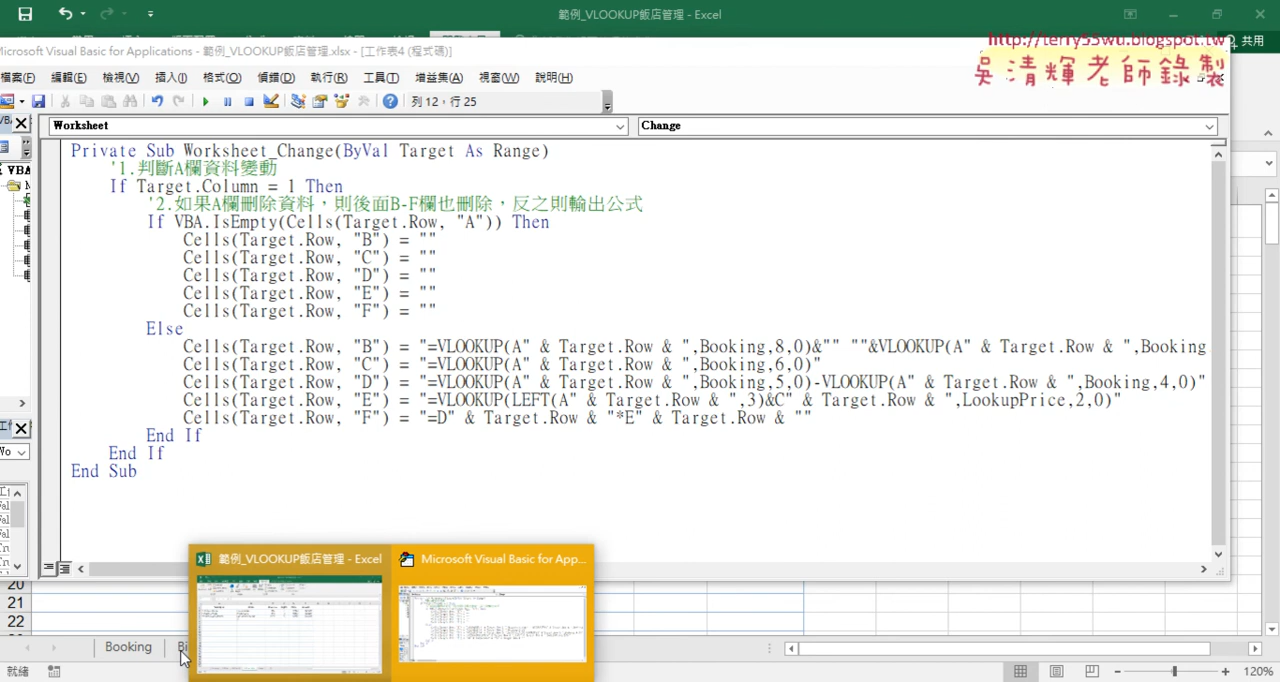 範例_VLOOKUP飯店管理 - Excel
http://terry55wu.blogspot.tw
共用
吳清輝老師錄製
Microsoft Visual Basic for Applications - 範例_VLOOKUP飯店管理.xlsx - [工作表4 (程式碼)]
檔案(F) 編輯(E) 檢視(V) 插入(I) 格式(O) 偵錯(D) 執行(R) 工具(T) 增益集(A) 視窗(W) 說明(H)
列 12，行 25
Worksheet Change
Private Sub Worksheet_Change(ByVal Target As Range)
'1.判斷A欄資料變動
If Target.Column = 1 Then
'2.如果A欄刪除資料，則後面B-F欄也刪除，反之則輸出公式
If VBA.IsEmpty(Cells(Target.Row, "A")) Then
Cells(Target.Row, "B") = ""
Cells(Target.Row, "C") = ""
Cells(Target.Row, "D") = ""
Cells(Target.Row, "E") = ""
Cells(Target.Row, "F") = ""
Else
Cells(Target.Row, "B") = "=VLOOKUP(A" & Target.Row & ",Booking,8,0)&"" ""&VLOOKUP(A" & Target.Row & ",Booking
Cells(Target.Row, "C") = "=VLOOKUP(A" & Target.Row & ",Booking,6,0)"
Cells(Target.Row, "D") = "=VLOOKUP(A" & Target.Row & ",Booking,5,0)-VLOOKUP(A" & Target.Row & ",Booking,4,0)"
Cells(Target.Row, "E") = "=VLOOKUP(LEFT(A" & Target.Row & ",3)&C" & Target.Row & ",LookupPrice,2,0)"
Cells(Target.Row, "F") = "=D" & Target.Row & "*E" & Target.Row & ""
End If
End If
End Sub
範例_VLOOKUP飯店管理 - Excel
Microsoft Visual Basic for App...
20
21
22
Booking
Bi
就緒
120%